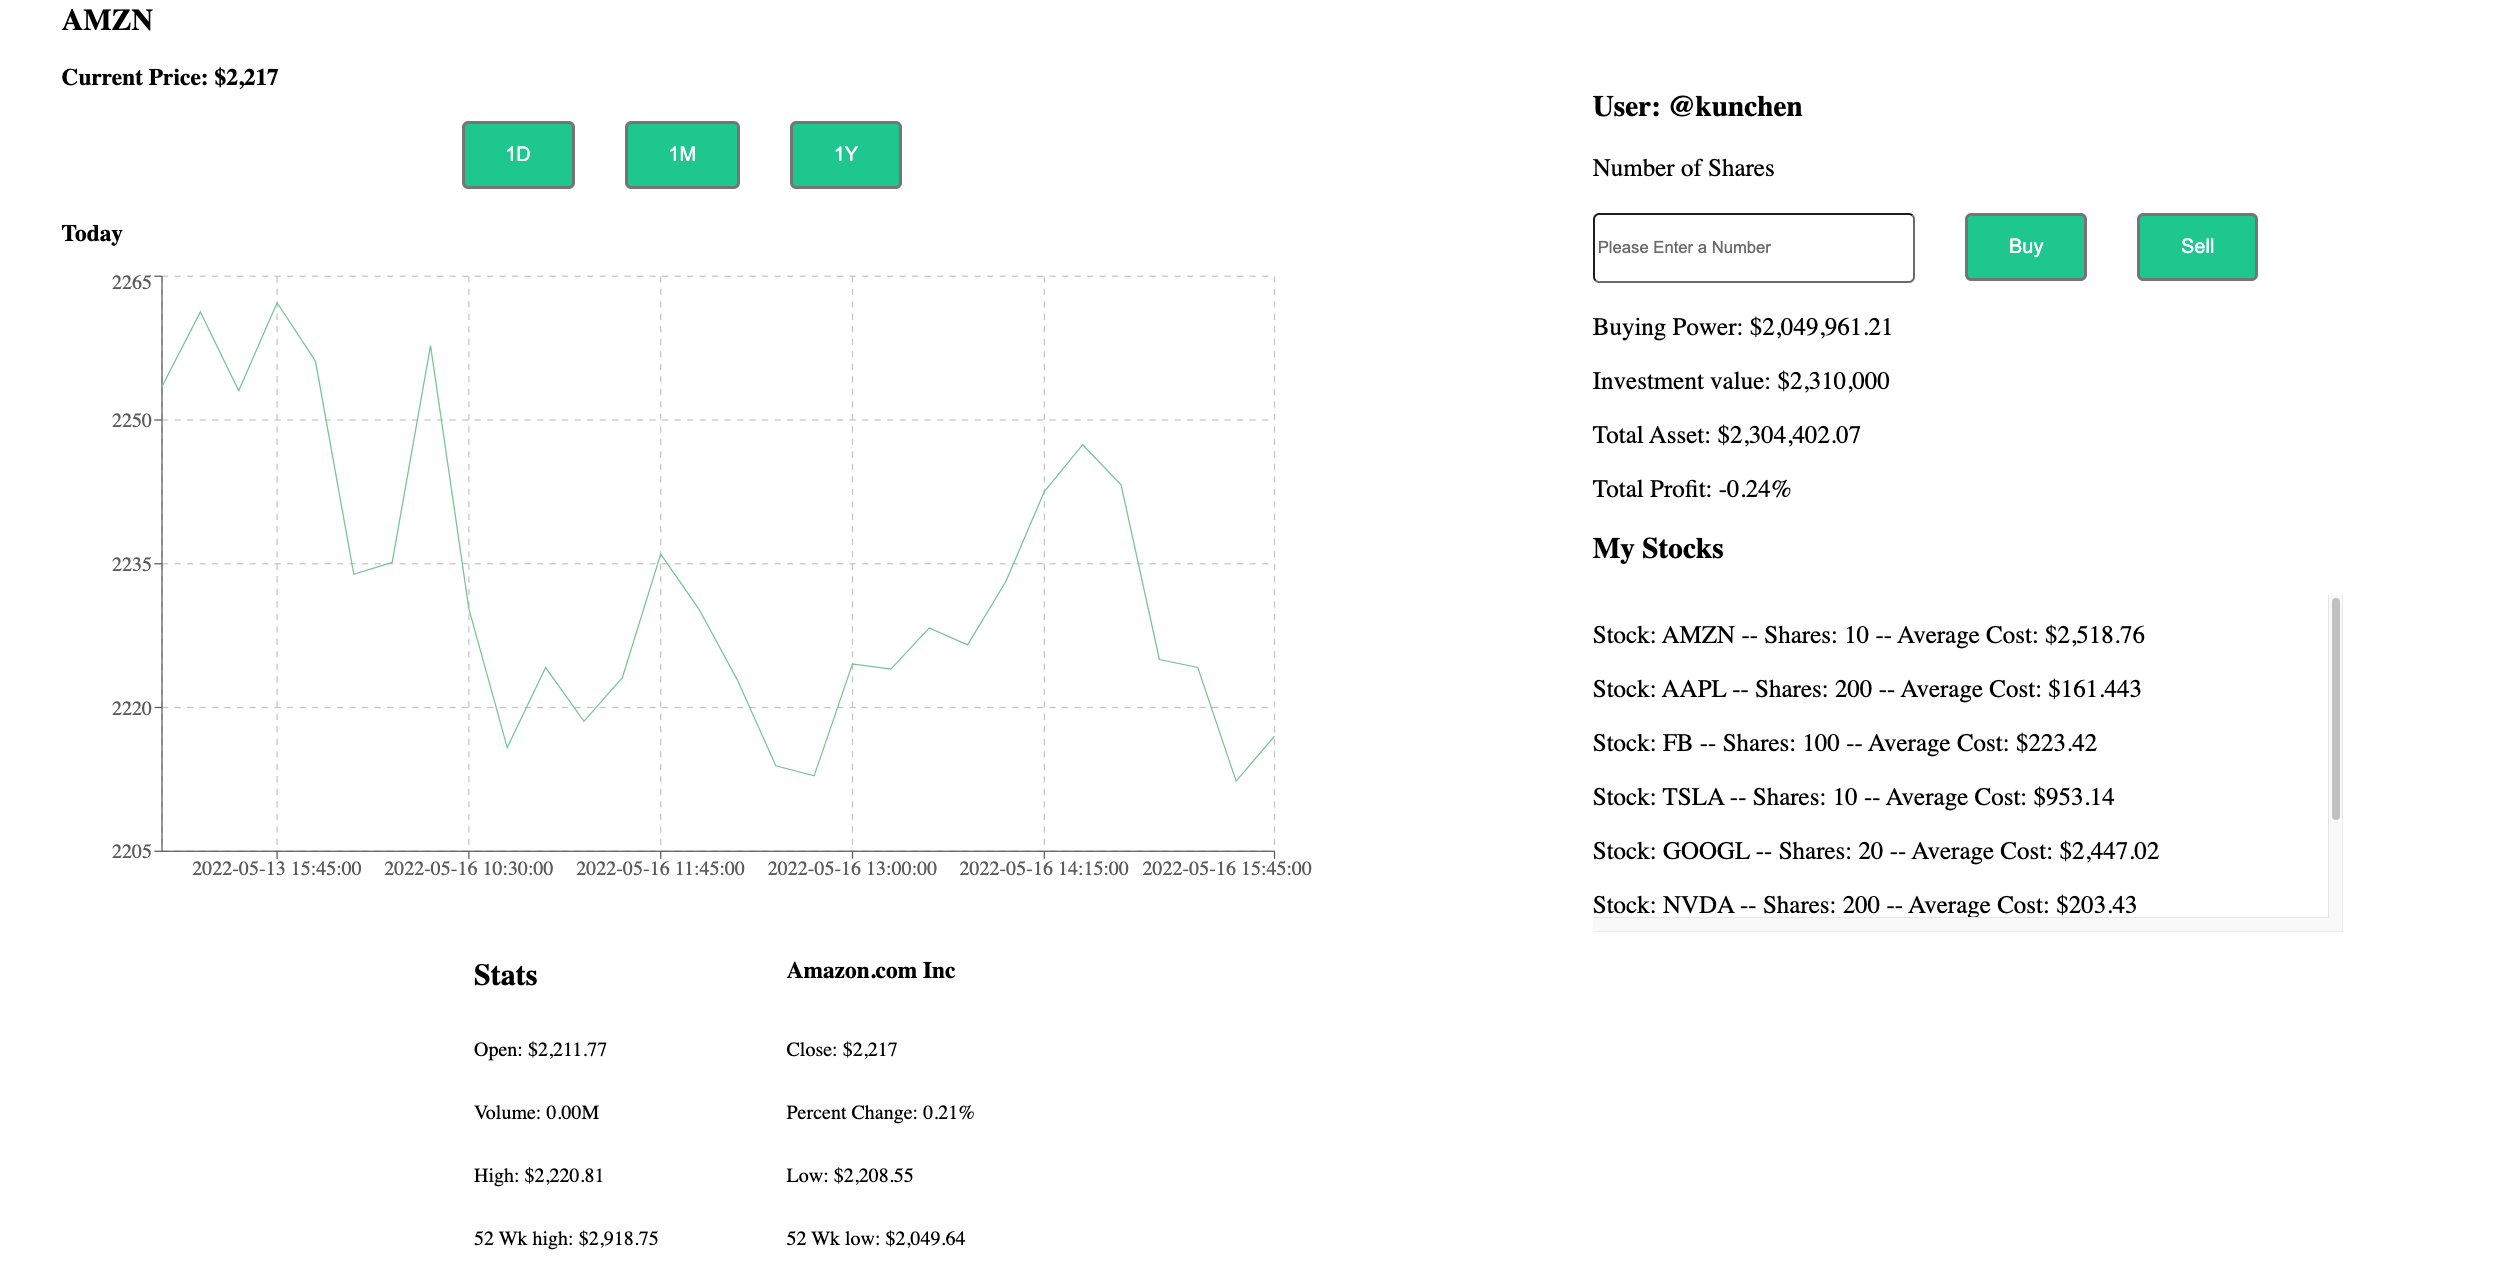 AMZN
Current Price: $2,217
1D 1M 1Y
Today
2265
2250
2235
2220
2205
2022-05-13 15:45:00 2022-05-16 10:30:00 2022-05-16 11:45:00 2022-05-16 13:00:00 2022-05-16 14:15:00 2022-05-16 15:45:00
Stats Amazon.com Inc
Open: $2,211.77 Close: $2,217
Volume: 0.00M Percent Change: 0.21%
High: $2,220.81 Low: $2,208.55
52 Wk high: $2,918.75 52 Wk low: $2,049.64
User: @kunchen
Number of Shares
Please Enter a Number Buy Sell
Buying Power: $2,049,961.21
Investment value: $2,310,000
Total Asset: $2,304,402.07
Total Profit: -0.24%
My Stocks
Stock: AMZN -- Shares: 10 -- Average Cost: $2,518.76
Stock: AAPL -- Shares: 200 -- Average Cost: $161.443
Stock: FB -- Shares: 100 -- Average Cost: $223.42
Stock: TSLA -- Shares: 10 -- Average Cost: $953.14
Stock: GOOGL -- Shares: 20 -- Average Cost: $2,447.02
Stock: NVDA -- Shares: 200 -- Average Cost: $203.43